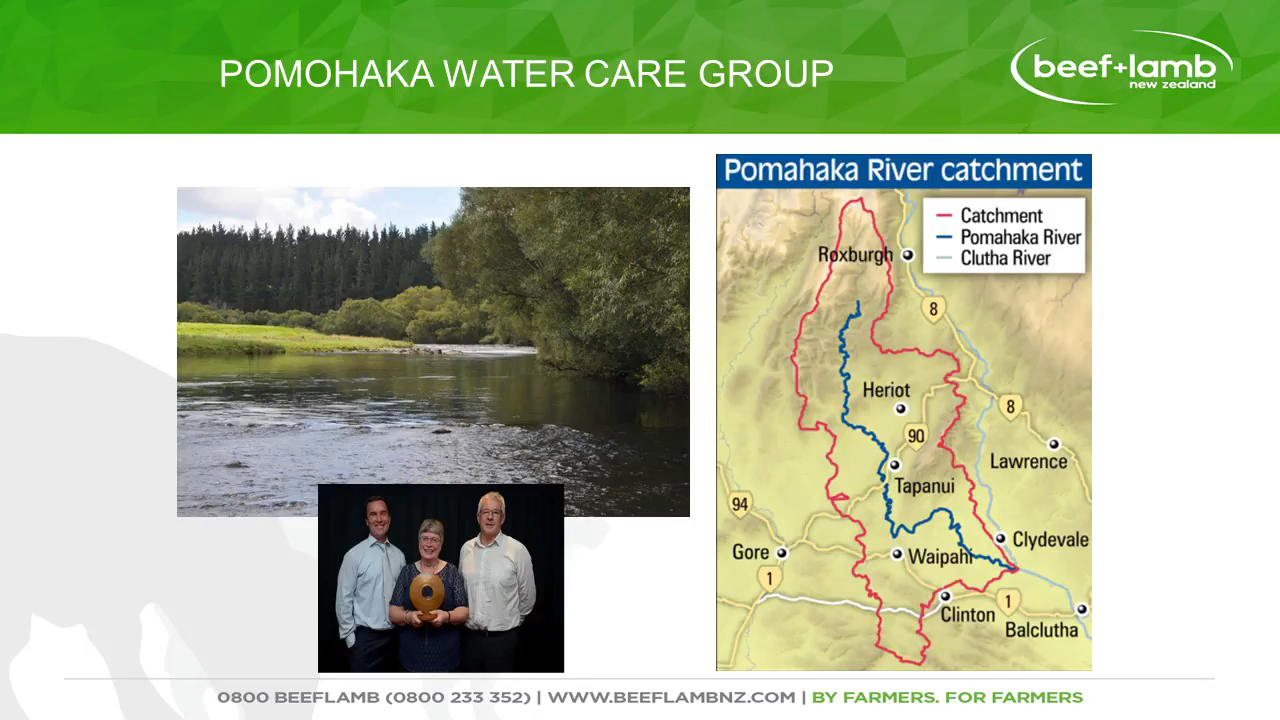 POMOHAKA WATER CARE GROUP
beef+lamb
new zealand
Pomahaka River catchment
Catchment
Pomahaka River
Clutha River
Roxburgh
8
Heriot
8
90
Lawrence
Tapanui
94
Clydevale
Gore
Waipahi
1
1
Clinton
Balclutha
0800 BEEFLAMB (0800 233 352) | WWW.BEEFLAMBNZ.COM | BY FARMERS. FOR FARMERS